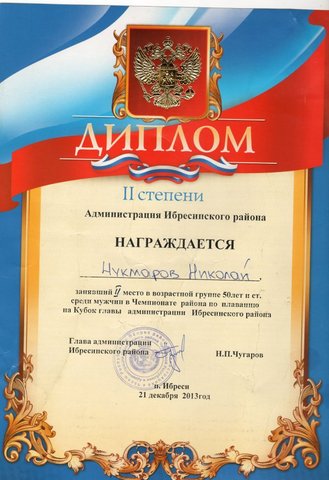 ДИПЛОМ
II степени
Администрация Ибресинского района
НАГРАЖДАЕТСЯ
Чукмаров Николай.
занявший II место в возрастной группе 50лет и ст.
среди мужчин в Чемпионате района по плаванию
на Кубок главы администрации Ибресинского района
Глава администрации
Ибресинского района Н.П.Чугаров
п. Ибреси
21 декабря 2013год